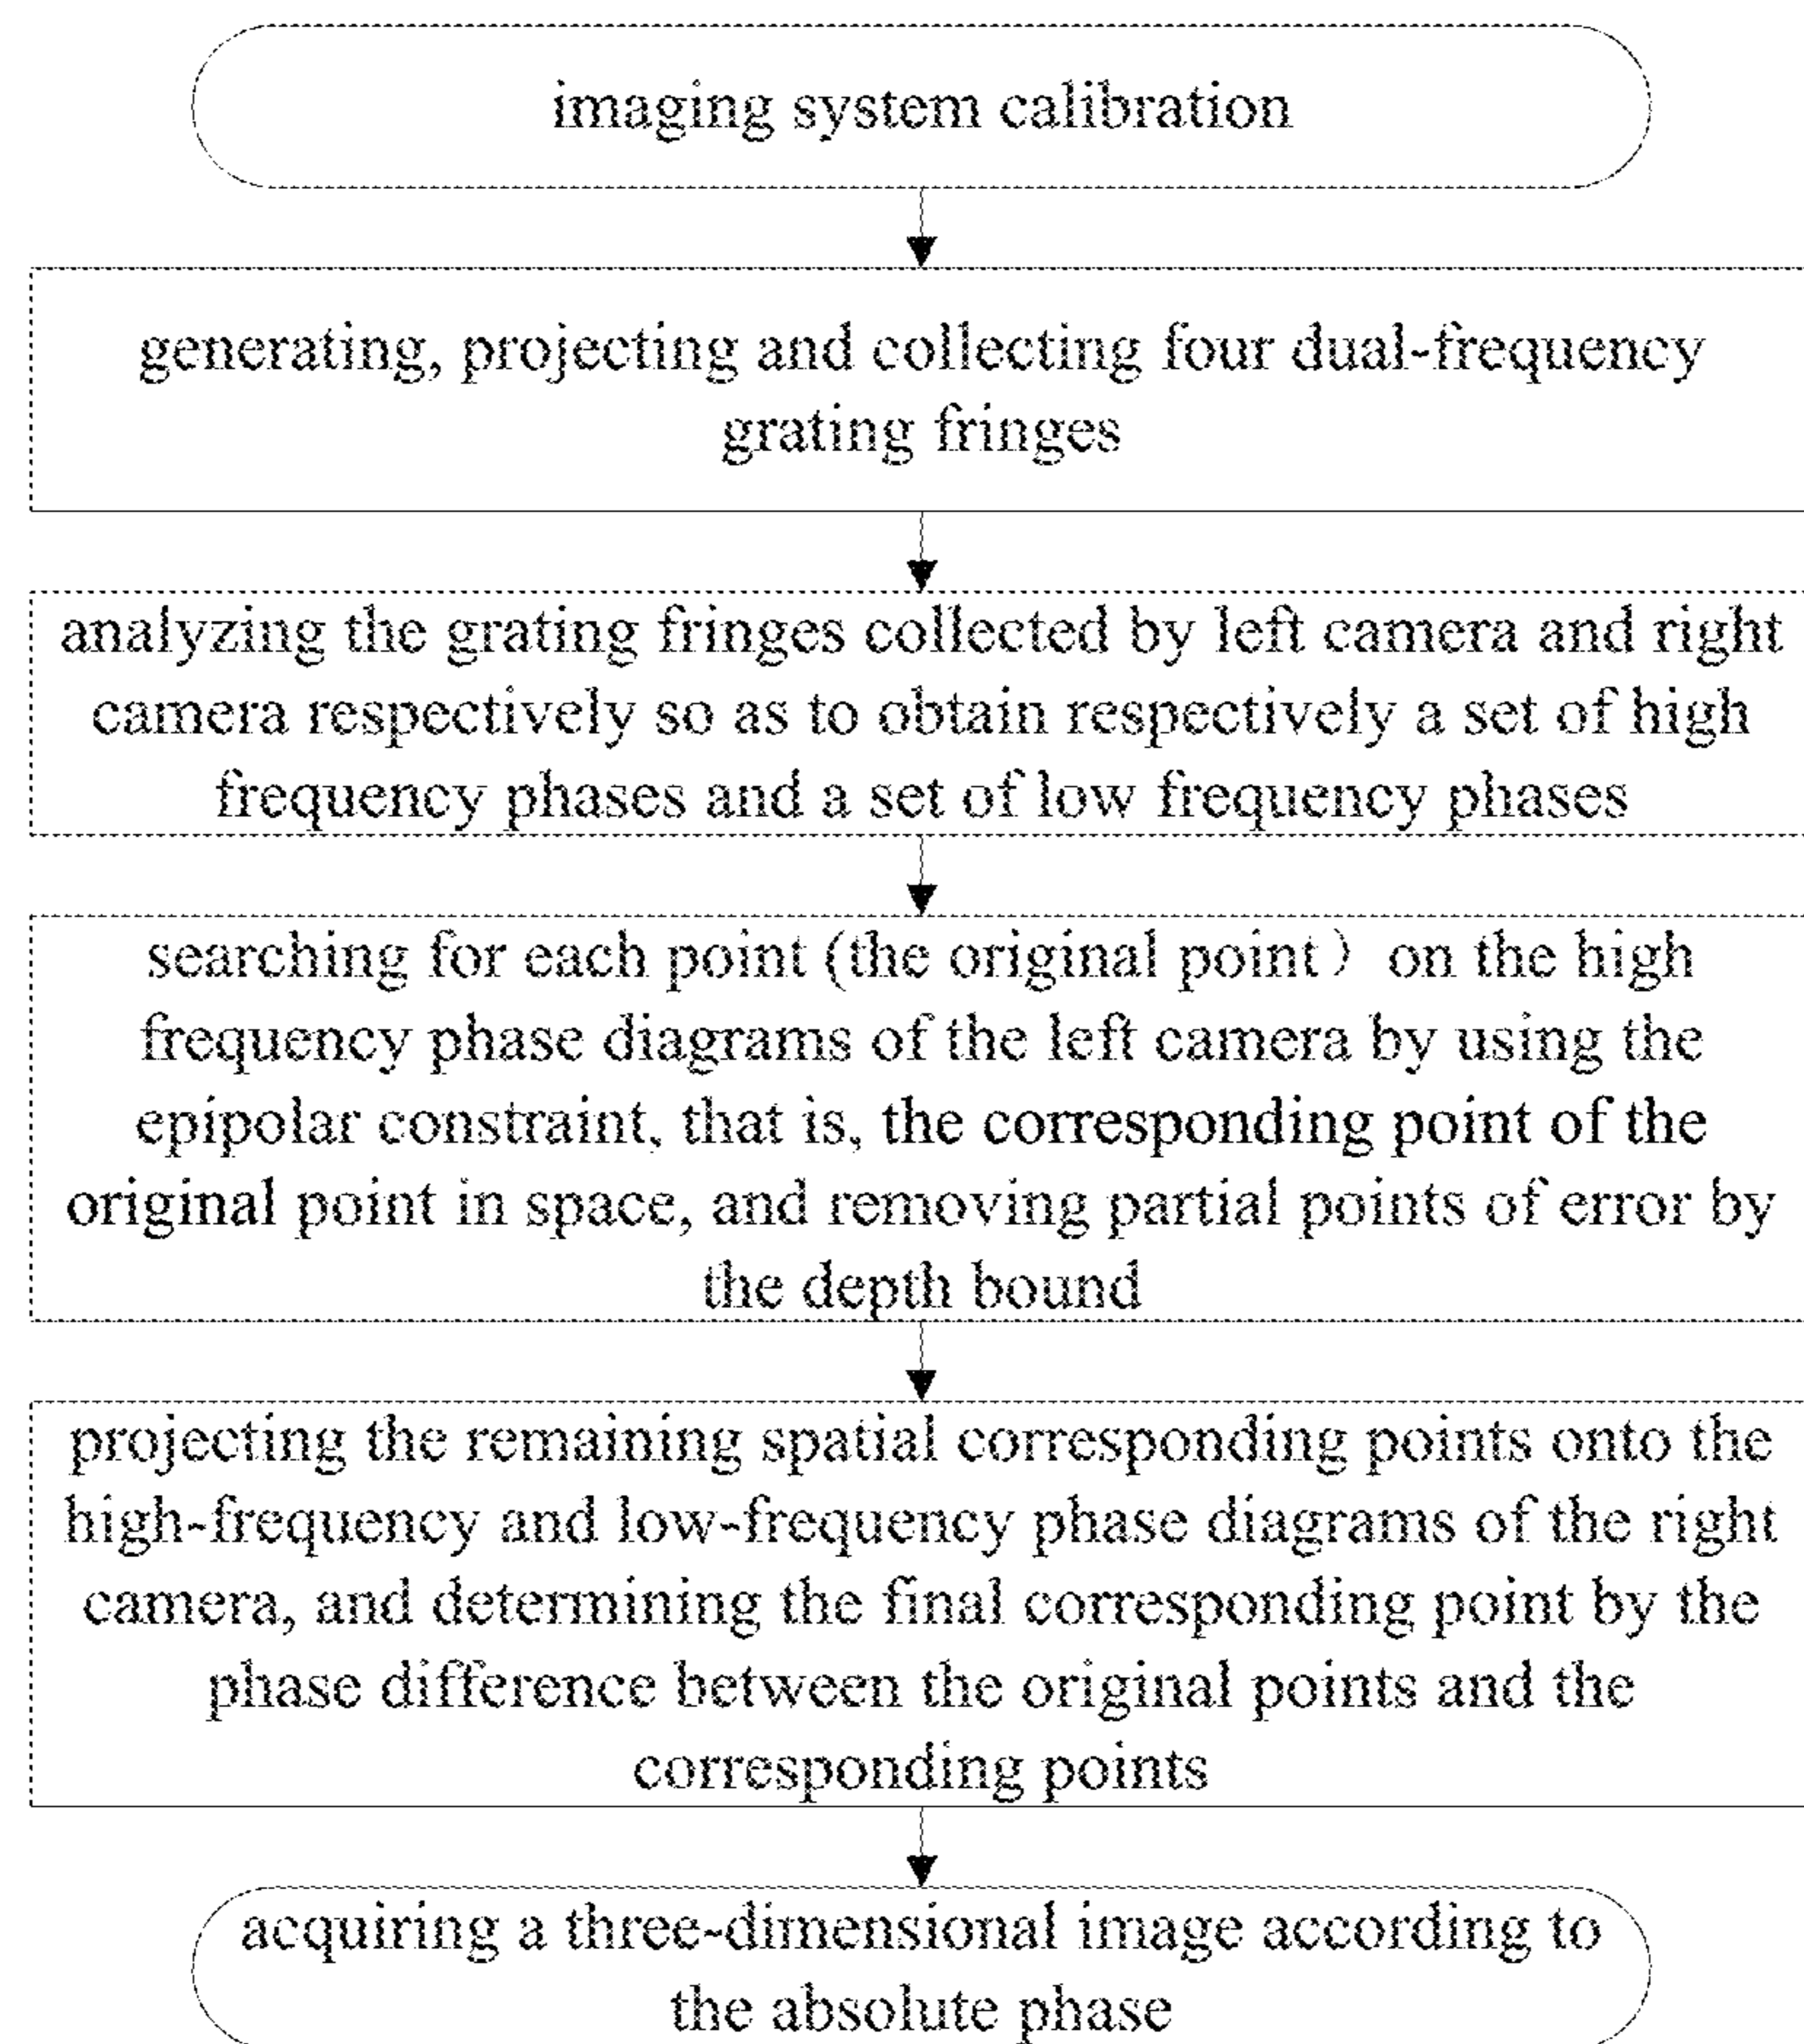 imaging system calibration
generating, projecting and collecting four dual-frequency
grating fringes
analyzing the grating fringes collected by left camera and right
camera respectively so as to obtain respectively a set of high
frequency phases and a set of low frequency phases
searching for each point (the original point） on the high
frequency phase diagrams of the left camera by using the
epipolar constraint, that is, the corresponding point of the
original point in space, and removing partial points of error by
the depth bound
projecting the remaining spatial corresponding points onto the
high-frequency and low-frequency phase diagrams of the right
camera, and determining the final corresponding point by the
phase difference between the original points and the
corresponding points
acquiring a three-dimensional image according to
the absolute phase